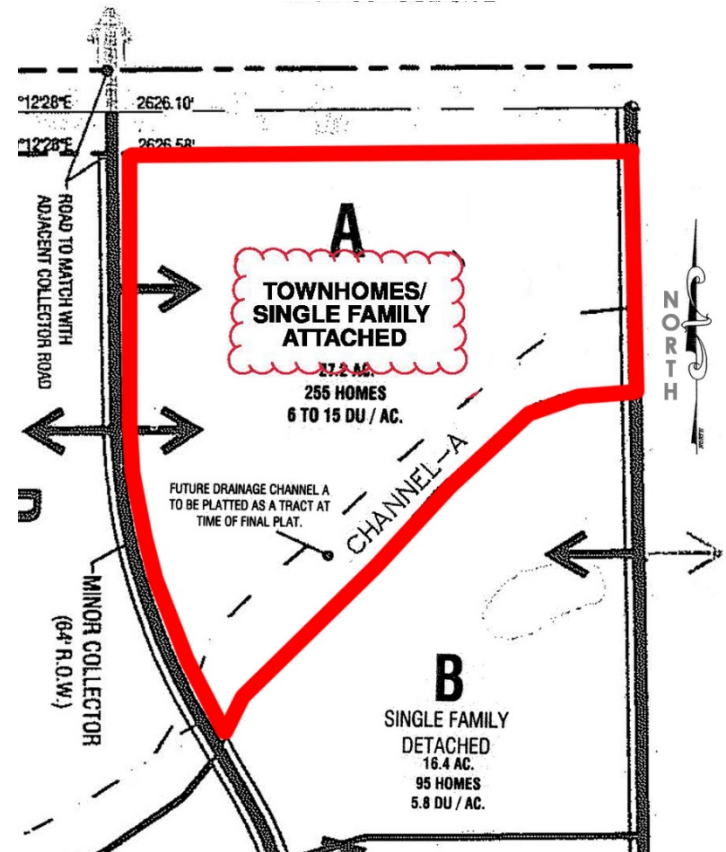 °12'28"E 2626.10'
°12'28"E 2626.58'
ROAD TO MATCH WITH
ADJACENT COLLECTOR ROAD
A
TOWNHOMES/
SINGLE FAMILY
ATTACHED
27.2 AC.
255 HOMES
6 TO 15 DU / AC.
NORTH
CHANNEL-A
FUTURE DRAINAGE CHANNEL A
TO BE PLATTED AS A TRACT AT
TIME OF FINAL PLAT.
MINOR COLLECTOR
(64' R.O.W.)
B
SINGLE FAMILY
DETACHED
16.4 AC.
95 HOMES
5.8 DU / AC.